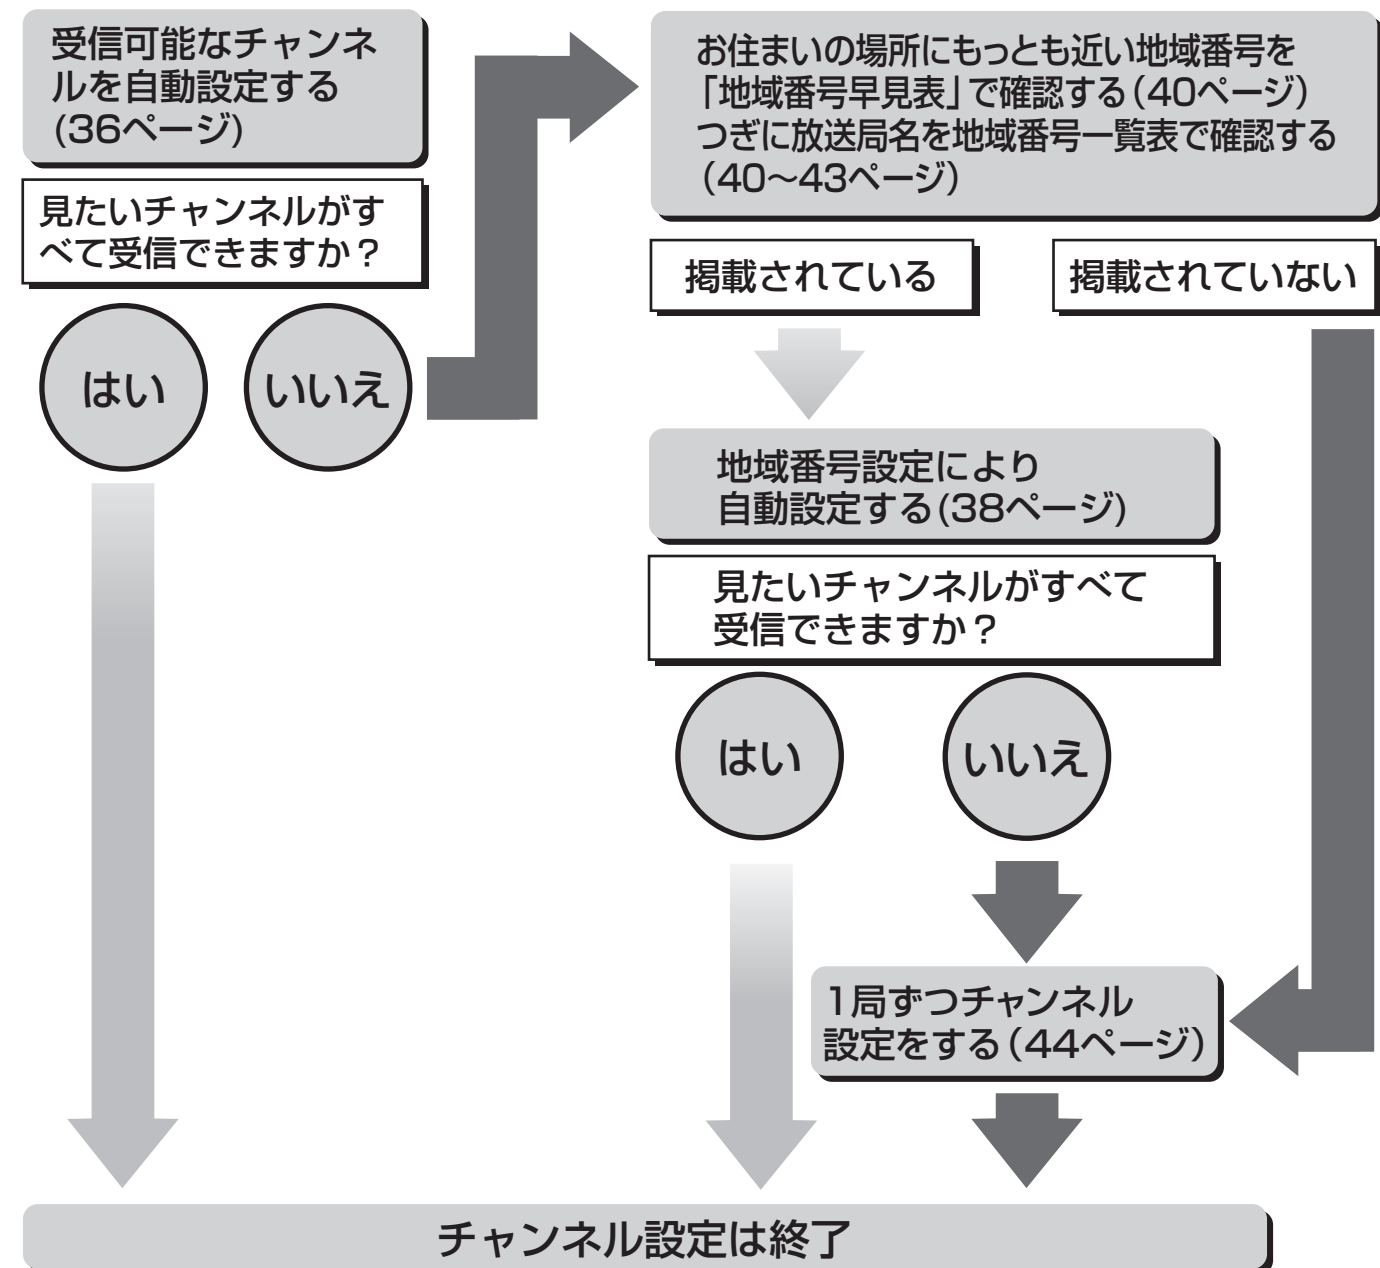 受信可能なチャンネ
ルを自動設定する
(36ページ)
見たいチャンネルがす
べて受信できますか？
はい
いいえ
お住まいの場所にもっとも近い地域番号を
「地域番号早見表」で確認する（40ページ）
つぎに放送局名を地域番号一覧表で確認する
（40～43ページ）
掲載されている
掲載されていない
地域番号設定により
自動設定する(38ページ)
見たいチャンネルがすべて
受信できますか？
はい
いいえ
1局ずつチャンネル
設定をする（44ページ）
チャンネル設定は終了